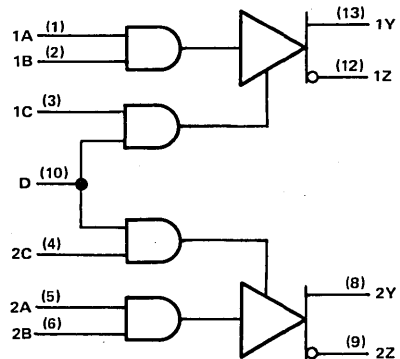 1A (1)
1B (2)
(13) 1Y
(12) 1Z
1C (3)
D (10)
2C (4)
2A (5)
2B (6)
(8) 2Y
(9) 2Z